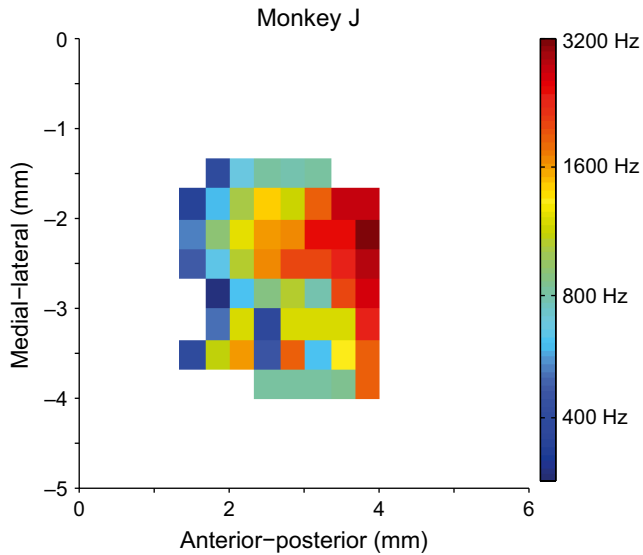 Monkey J
0
–1
–2
–3
–4
–5
Medial–lateral (mm)
0
2
4
6
Anterior–posterior (mm)
3200 Hz
1600 Hz
800 Hz
400 Hz